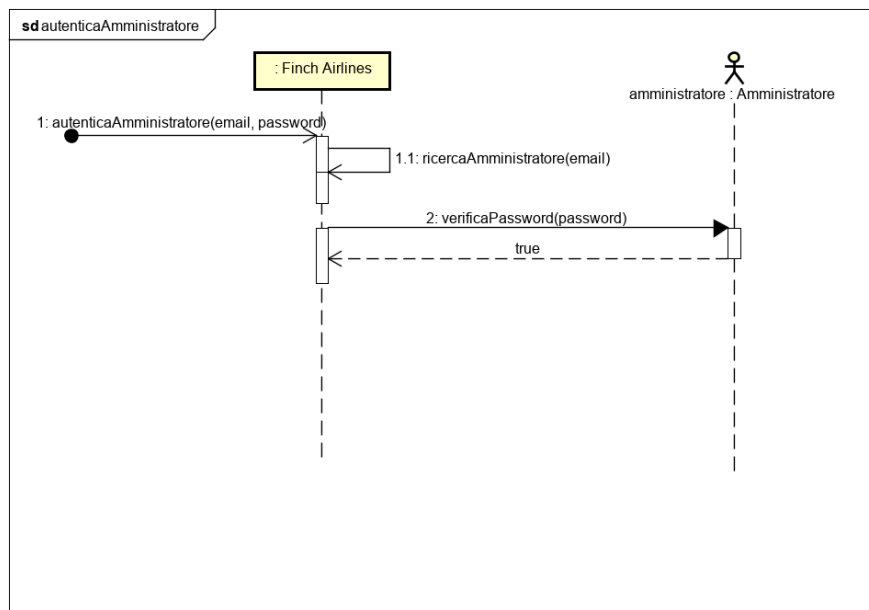 sd autenticaAmministratore
: Finch Airlines
amministratore : Amministratore
1: autenticaAmministratore(email, password)
1.1: ricercaAmministratore(email)
2: verificaPassword(password)
true